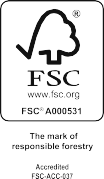 FSC
www.fsc.org
FSC® A000531
The mark of
responsible forestry
Accredited
FSC-ACC-037